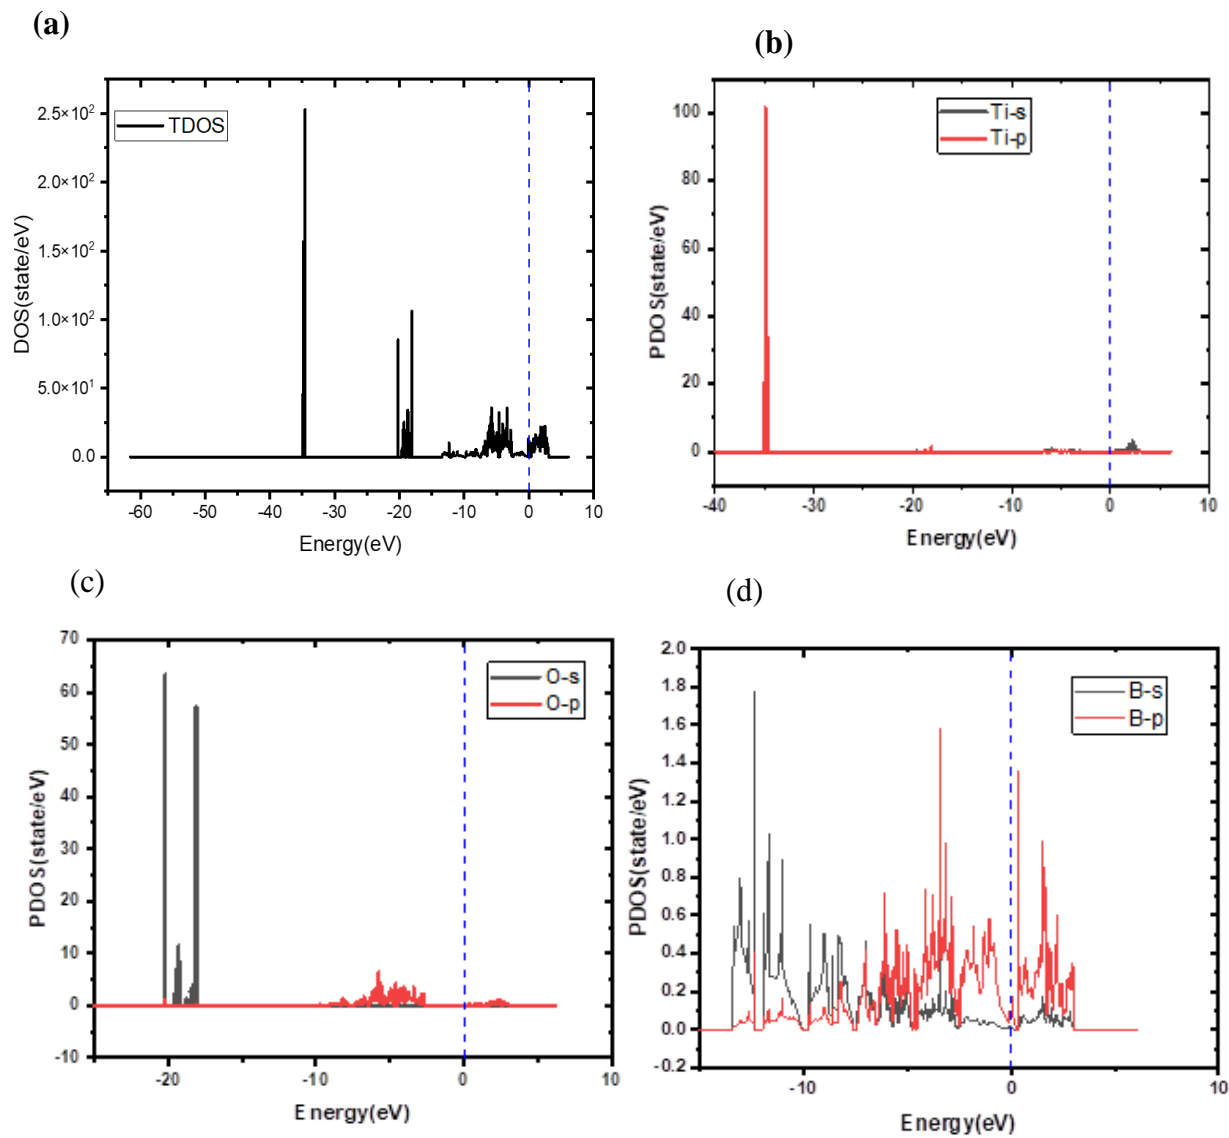 (a)
TDOS
DOS(state/eV)
2.5×10²
2.0×10²
1.5×10²
1.0×10²
5.0×10¹
0.0
-60 -50 -40 -30 -20 -10 0 10
Energy(eV)
(b)
Ti-s
Ti-p
PDOS(state/eV)
100
80
60
40
20
0
-40 -30 -20 -10 0 10
Energy(eV)
(c)
O-s
O-p
PDOS(state/eV)
70
60
50
40
30
20
10
0
-10
-20 -10 0 10
Energy(eV)
(d)
B-s
B-p
PDOS(state/eV)
2.0
1.8
1.6
1.4
1.2
1.0
0.8
0.6
0.4
0.2
0.0
-0.2
-10 0 10
Energy(eV)